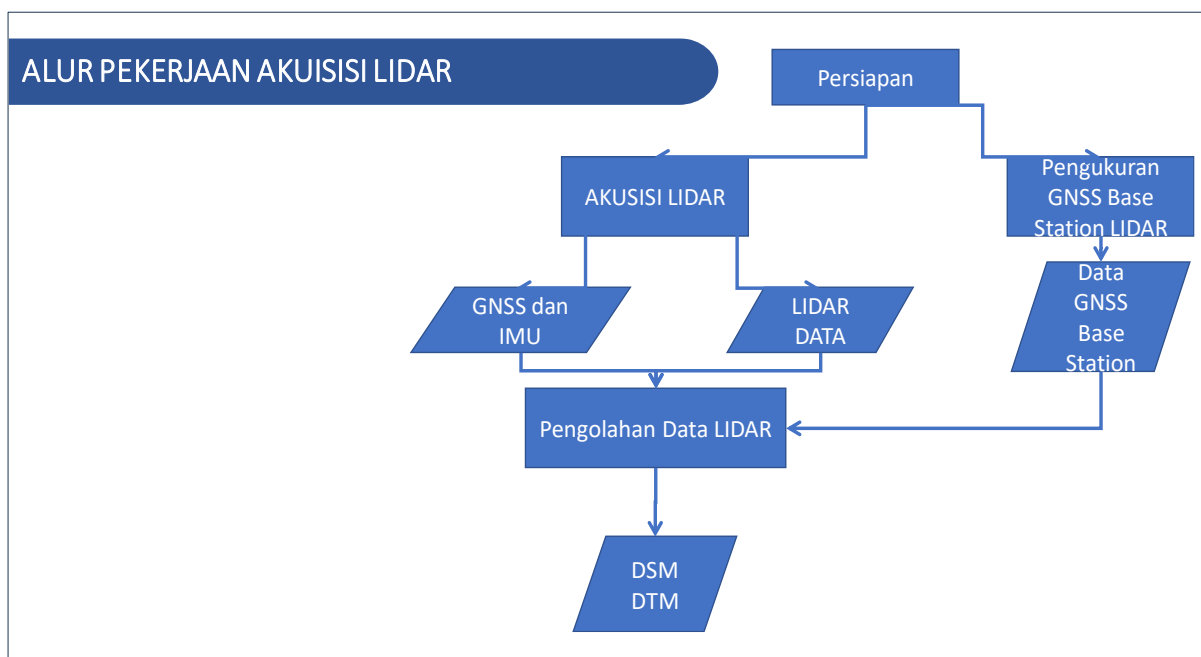 ALUR PEKERJAAN AKUISISI LIDAR
Persiapan
AKUSISI LIDAR
Pengukuran
GNSS Base
Station LIDAR
GNSS dan
IMU
LIDAR
DATA
Data
GNSS
Base
Station
Pengolahan Data LIDAR
DSM
DTM